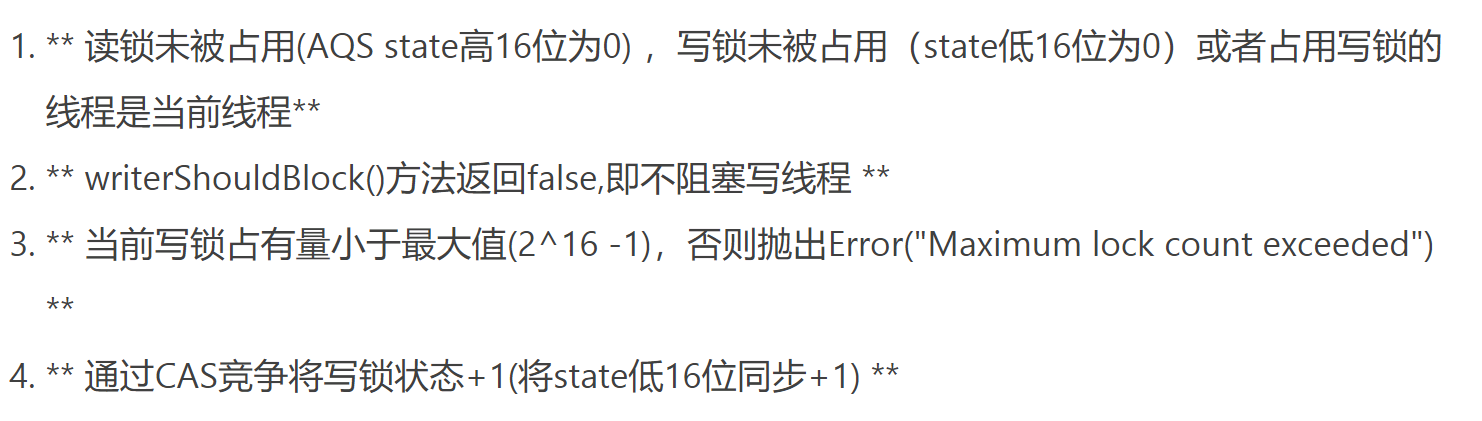 1. ** 读锁未被占用(AQS state高16位为0) ，写锁未被占用（state低16位为0）或者占用写锁的
线程是当前线程**
2. ** writerShouldBlock()方法返回false,即不阻塞写线程 **
3. ** 当前写锁占有量小于最大值(2^16 -1)，否则抛出Error("Maximum lock count exceeded")
**
4. ** 通过CAS竞争将写锁状态+1(将state低16位同步+1) **